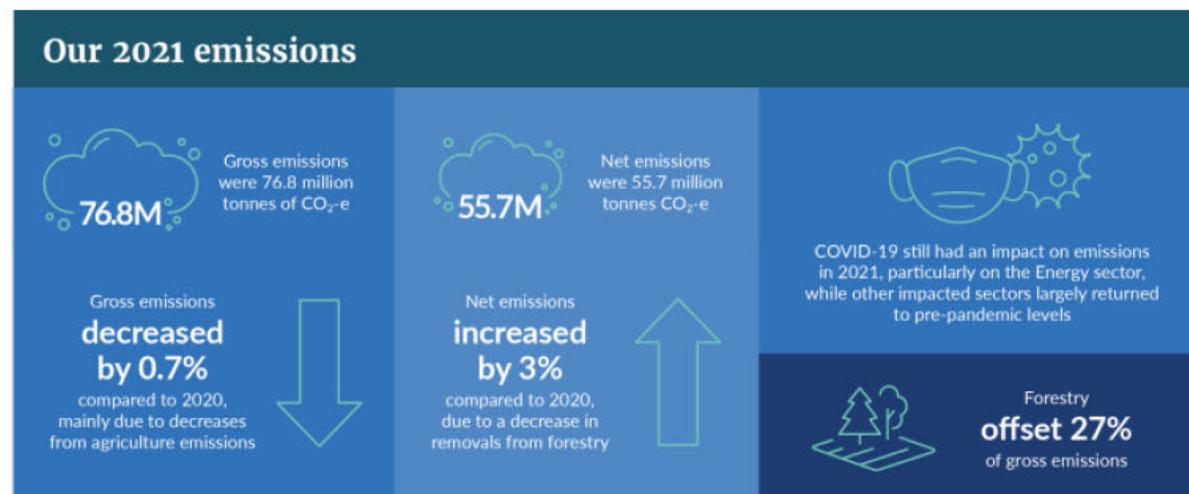 Our 2021 emissions
76.8M
Gross emissions
were 76.8 million
tonnes of CO₂-e
Gross emissions
decreased
by 0.7%
compared to 2020,
mainly due to decreases
from agriculture emissions
55.7M
Net emissions
were 55.7 million
tonnes CO₂-e
Net emissions
increased
by 3%
compared to 2020,
due to a decrease in
removals from forestry
COVID-19 still had an impact on emissions
in 2021, particularly on the Energy sector,
while other impacted sectors largely returned
to pre-pandemic levels
Forestry
offset 27%
of gross emissions